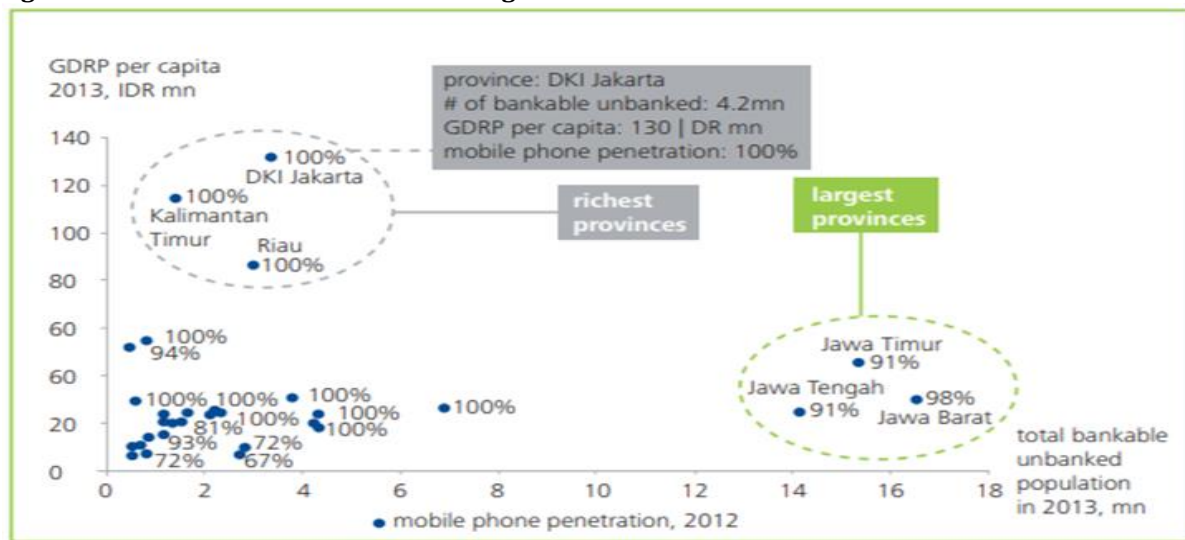 GDRP per capita
2013, IDR mn
province: DKI Jakarta
# of bankable unbanked: 4.2mn
GDRP per capita: 130 | DR mn
mobile phone penetration: 100%
140
120
100
80
60
60
20
0
100%
DKI Jakarta
100%
Kalimantan
Timur
Riau
100%
richest
provinces
largest
provinces
100%
94%
100%
100%
100%
100%
100%
100%
100%
81%
93%
72%
72%
67%
Jawa Timur
91%
Jawa Tengah
91%
98%
Jawa Barat
0 2 4 6 8 10 12 14 16 18
total bankable
unbanked
population
in 2013, mn
mobile phone penetration, 2012